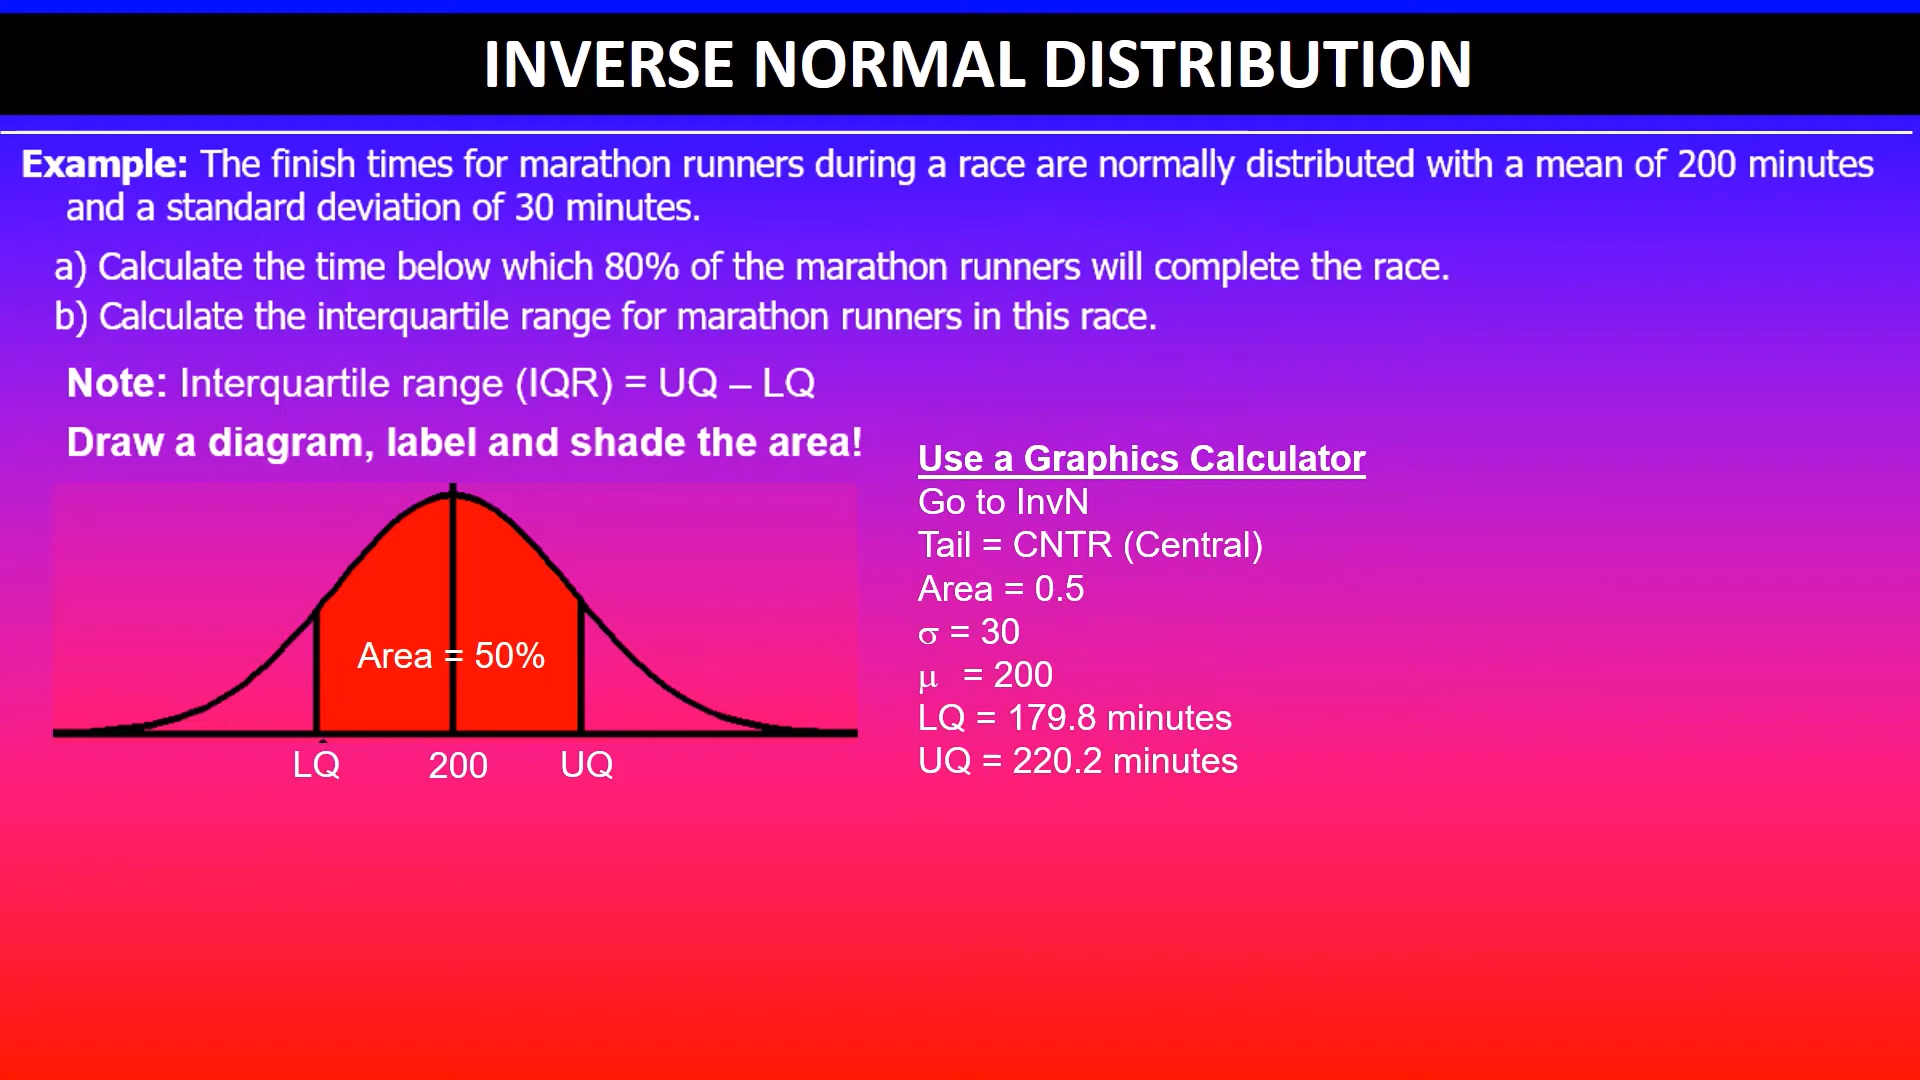 INVERSE NORMAL DISTRIBUTION
Example: The finish times for marathon runners during a race are normally distributed with a mean of 200 minutes
and a standard deviation of 30 minutes.
a) Calculate the time below which 80% of the marathon runners will complete the race.
b) Calculate the interquartile range for marathon runners in this race.
Note: Interquartile range (IQR) = UQ – LQ
Draw a diagram, label and shade the area!
Area = 50%
LQ 200 UQ
Use a Graphics Calculator
Go to InvN
Tail = CNTR (Central)
Area = 0.5
σ = 30
μ = 200
LQ = 179.8 minutes
UQ = 220.2 minutes